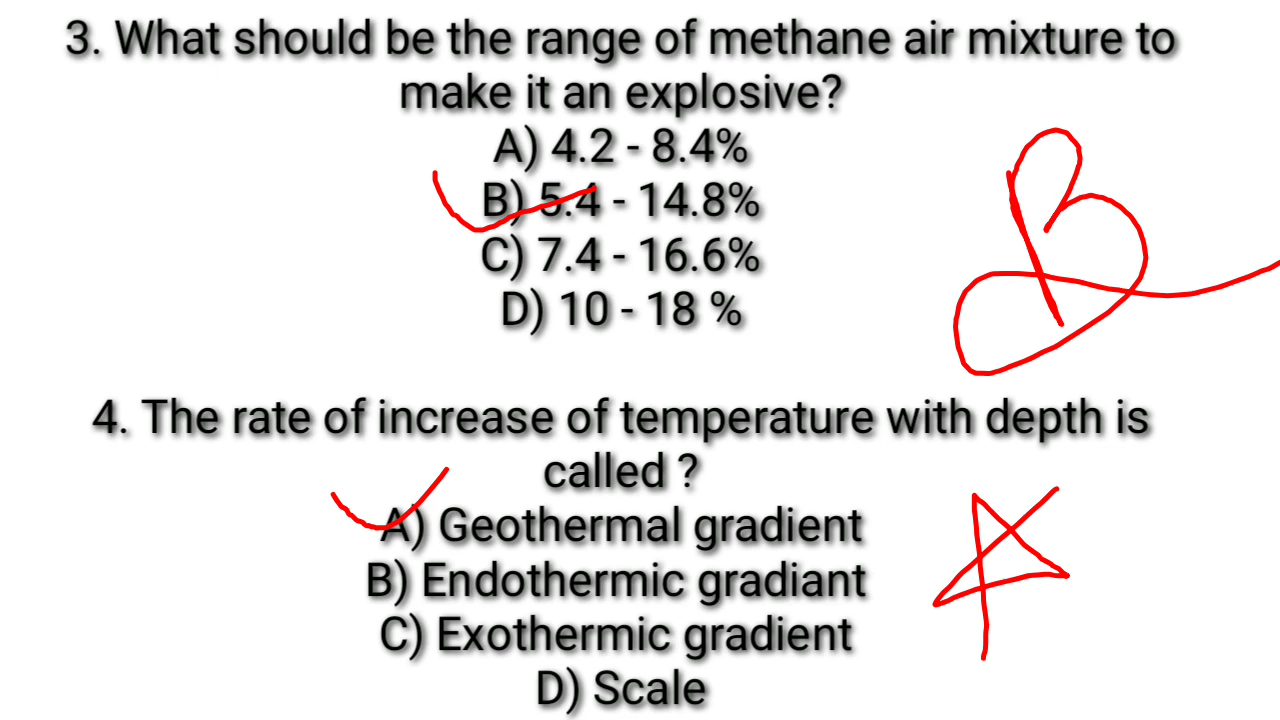 3. What should be the range of methane air mixture to
make it an explosive?
A) 4.2 - 8.4%
B) 5.4 - 14.8%
C) 7.4 - 16.6%
D) 10 - 18 %
B
4. The rate of increase of temperature with depth is
called ?
A) Geothermal gradient
B) Endothermic gradiant
C) Exothermic gradient
D) Scale
A